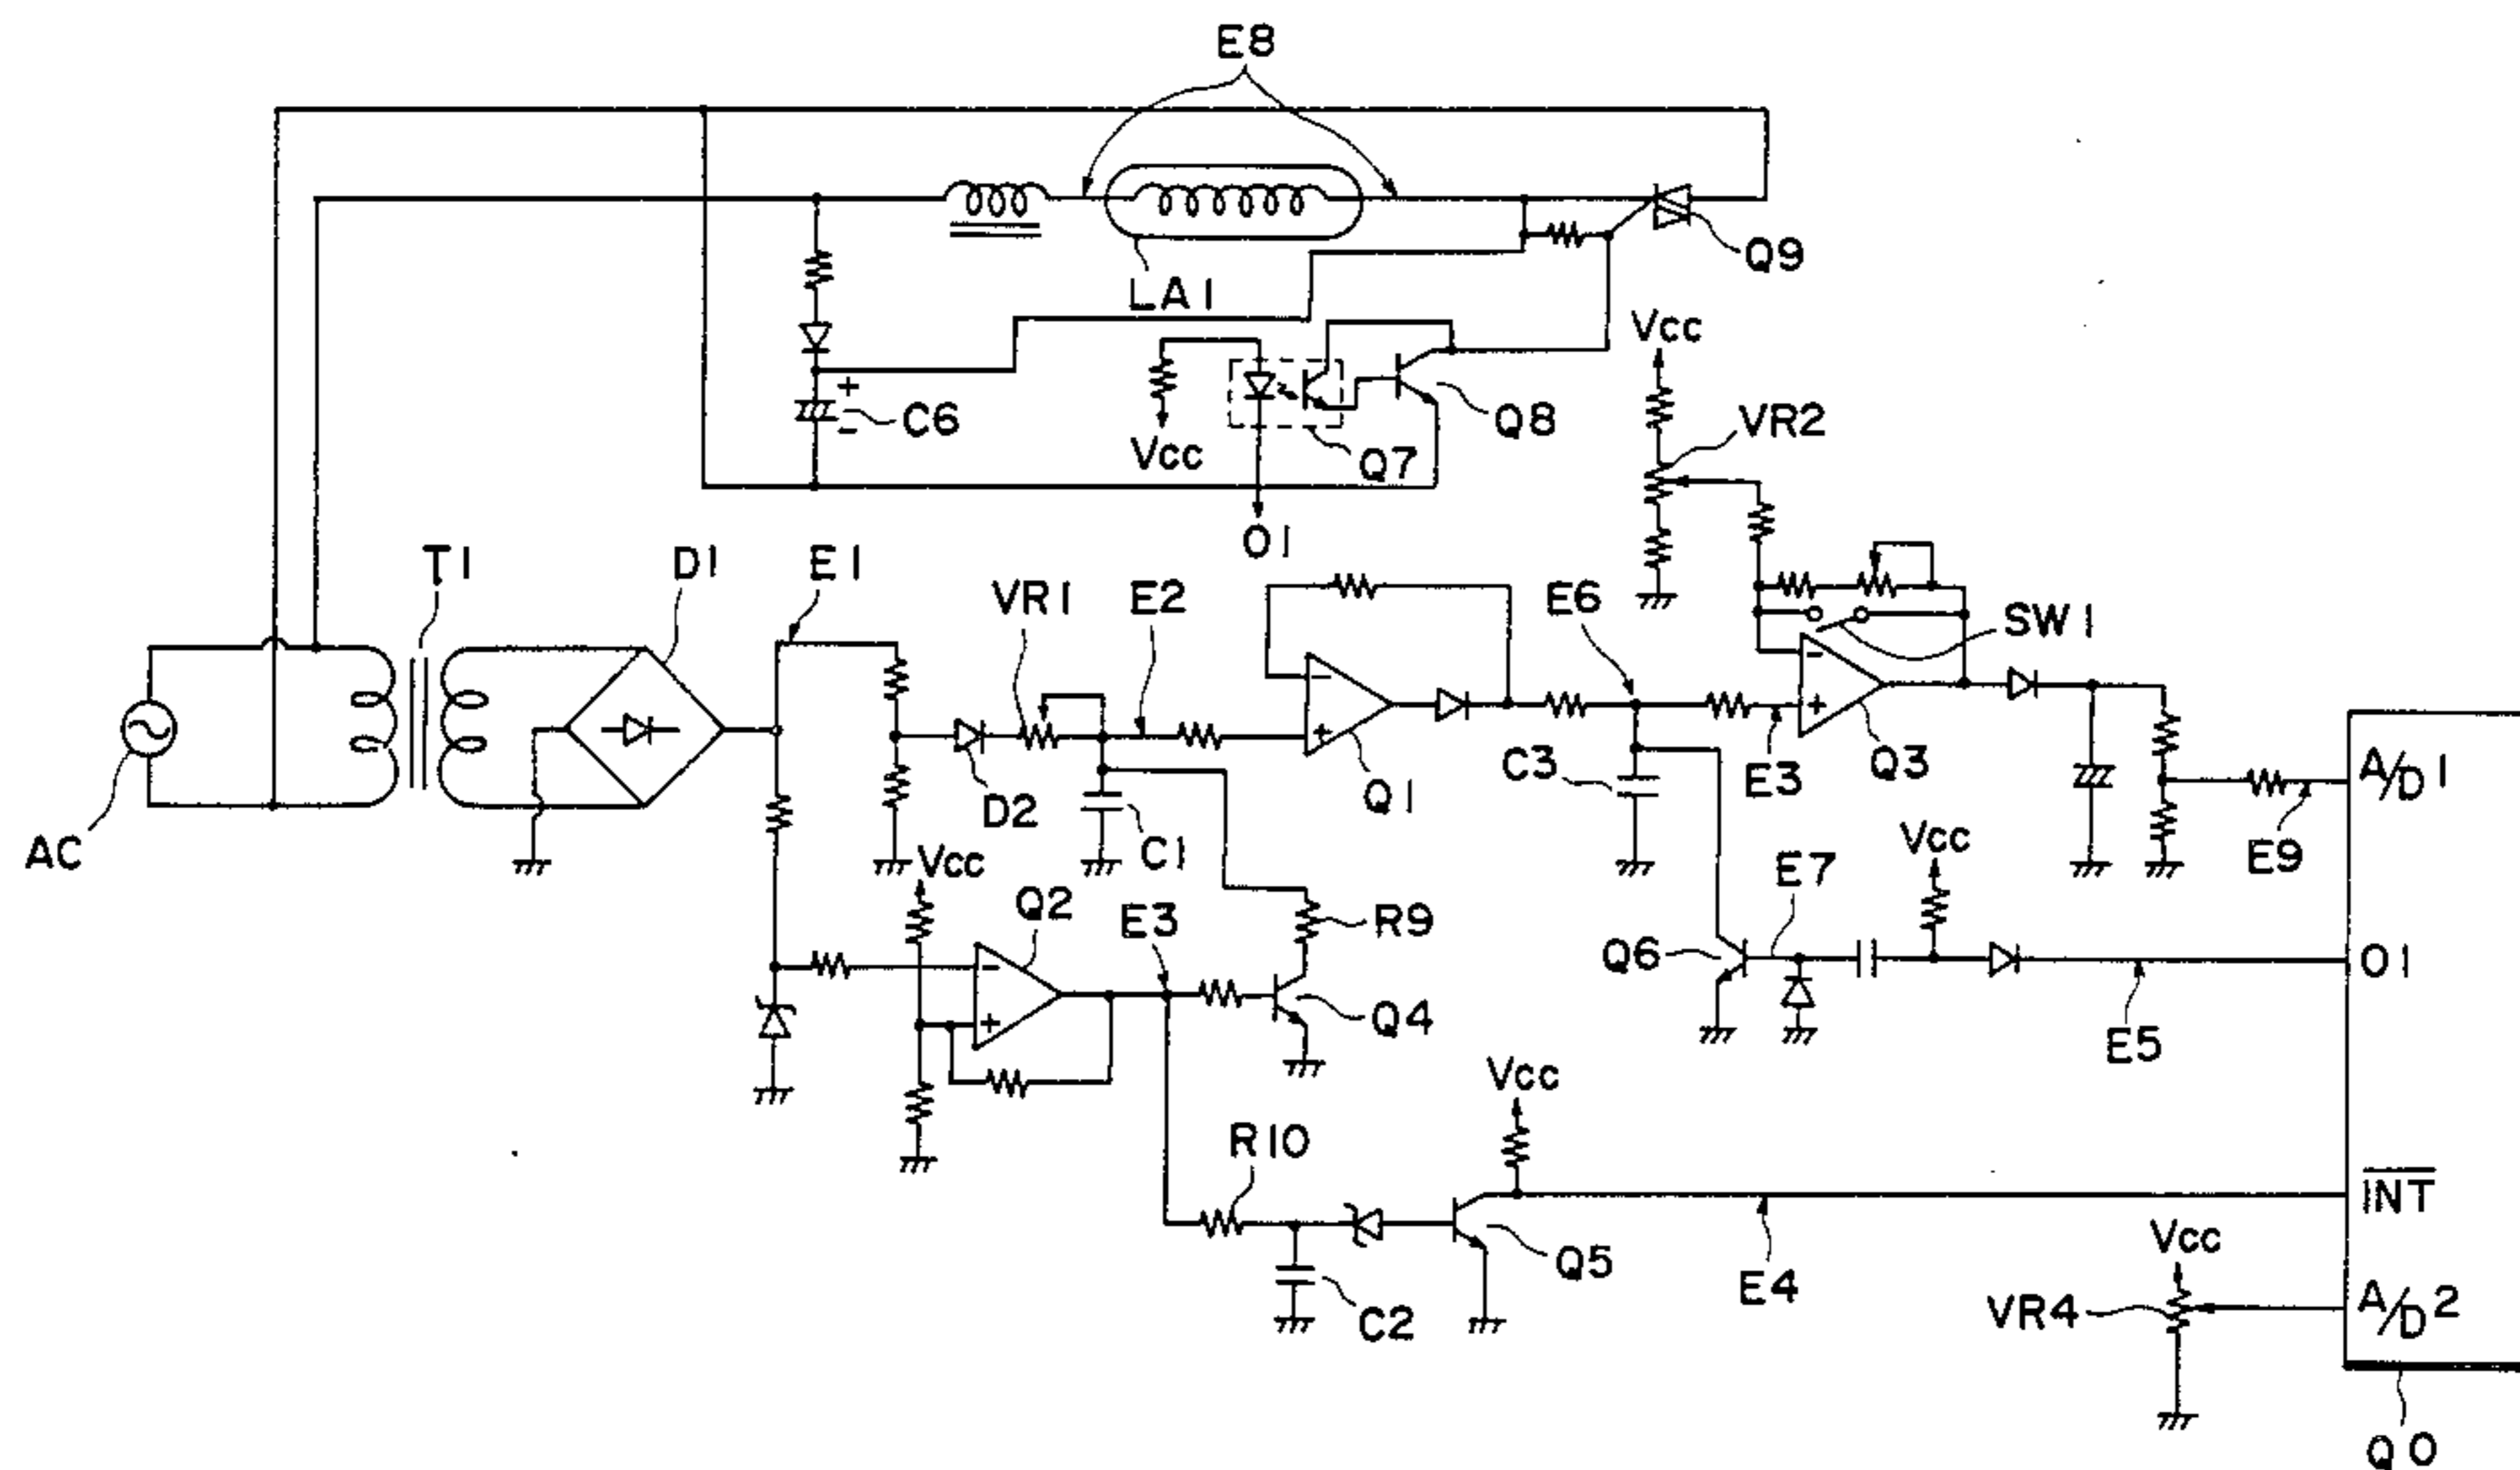 E8
Q9
LA1
Vcc
VR2
+
C6
-
Vcc
Q7
Q8
O1
T1
D1
E1
VR1
E2
E6
SW1
-
-
+
Q1
+
Q3
C3
E3
A/D1
AC
D2
C1
Vcc
Vcc
E7
E9
Q2
E3
R9
Q6
O1
-
+
Q4
E5
Vcc
R10
INT
Q5
E4
Vcc
C2
VR4
A/D2
Q0